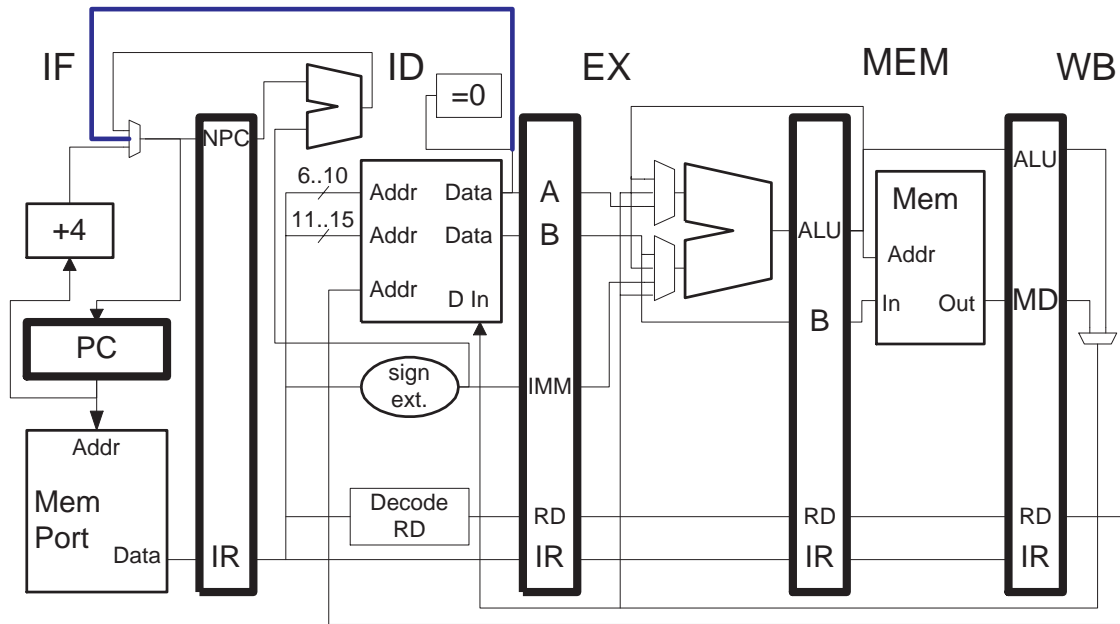 IF
ID
EX
MEM
WB
=0
NPC
+4
PC
Addr
Mem
Port
Data
IR
6..10
11..15
Addr
Data
Addr
Data
Addr
D In
sign
ext.
Decode
RD
A
B
IMM
RD
IR
ALU
B
RD
IR
Mem
Addr
In
Out
ALU
MD
RD
IR